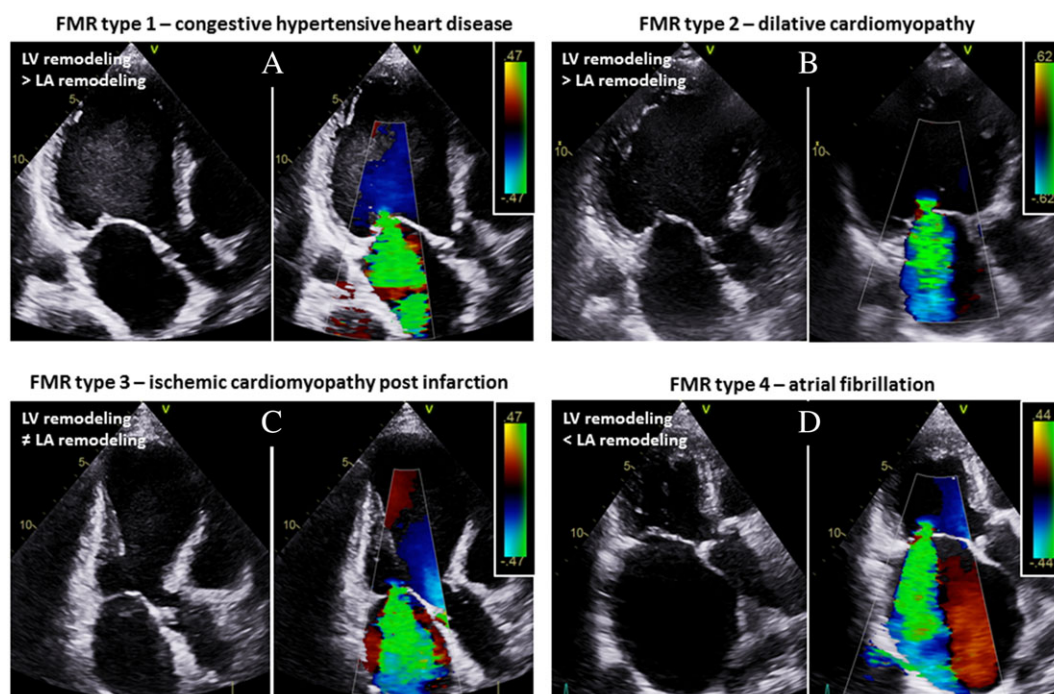 FMR type 1 – congestive hypertensive heart disease
LV remodeling
> LA remodeling
A
V
.47
-.47
5
10
FMR type 2 – dilative cardiomyopathy
LV remodeling
> LA remodeling
B
V
.62
-.62
10
FMR type 3 – ischemic cardiomyopathy post infarction
LV remodeling
≠ LA remodeling
C
V
.47
-.47
5
10
FMR type 4 – atrial fibrillation
LV remodeling
< LA remodeling
D
V
.44
-.44
5
10